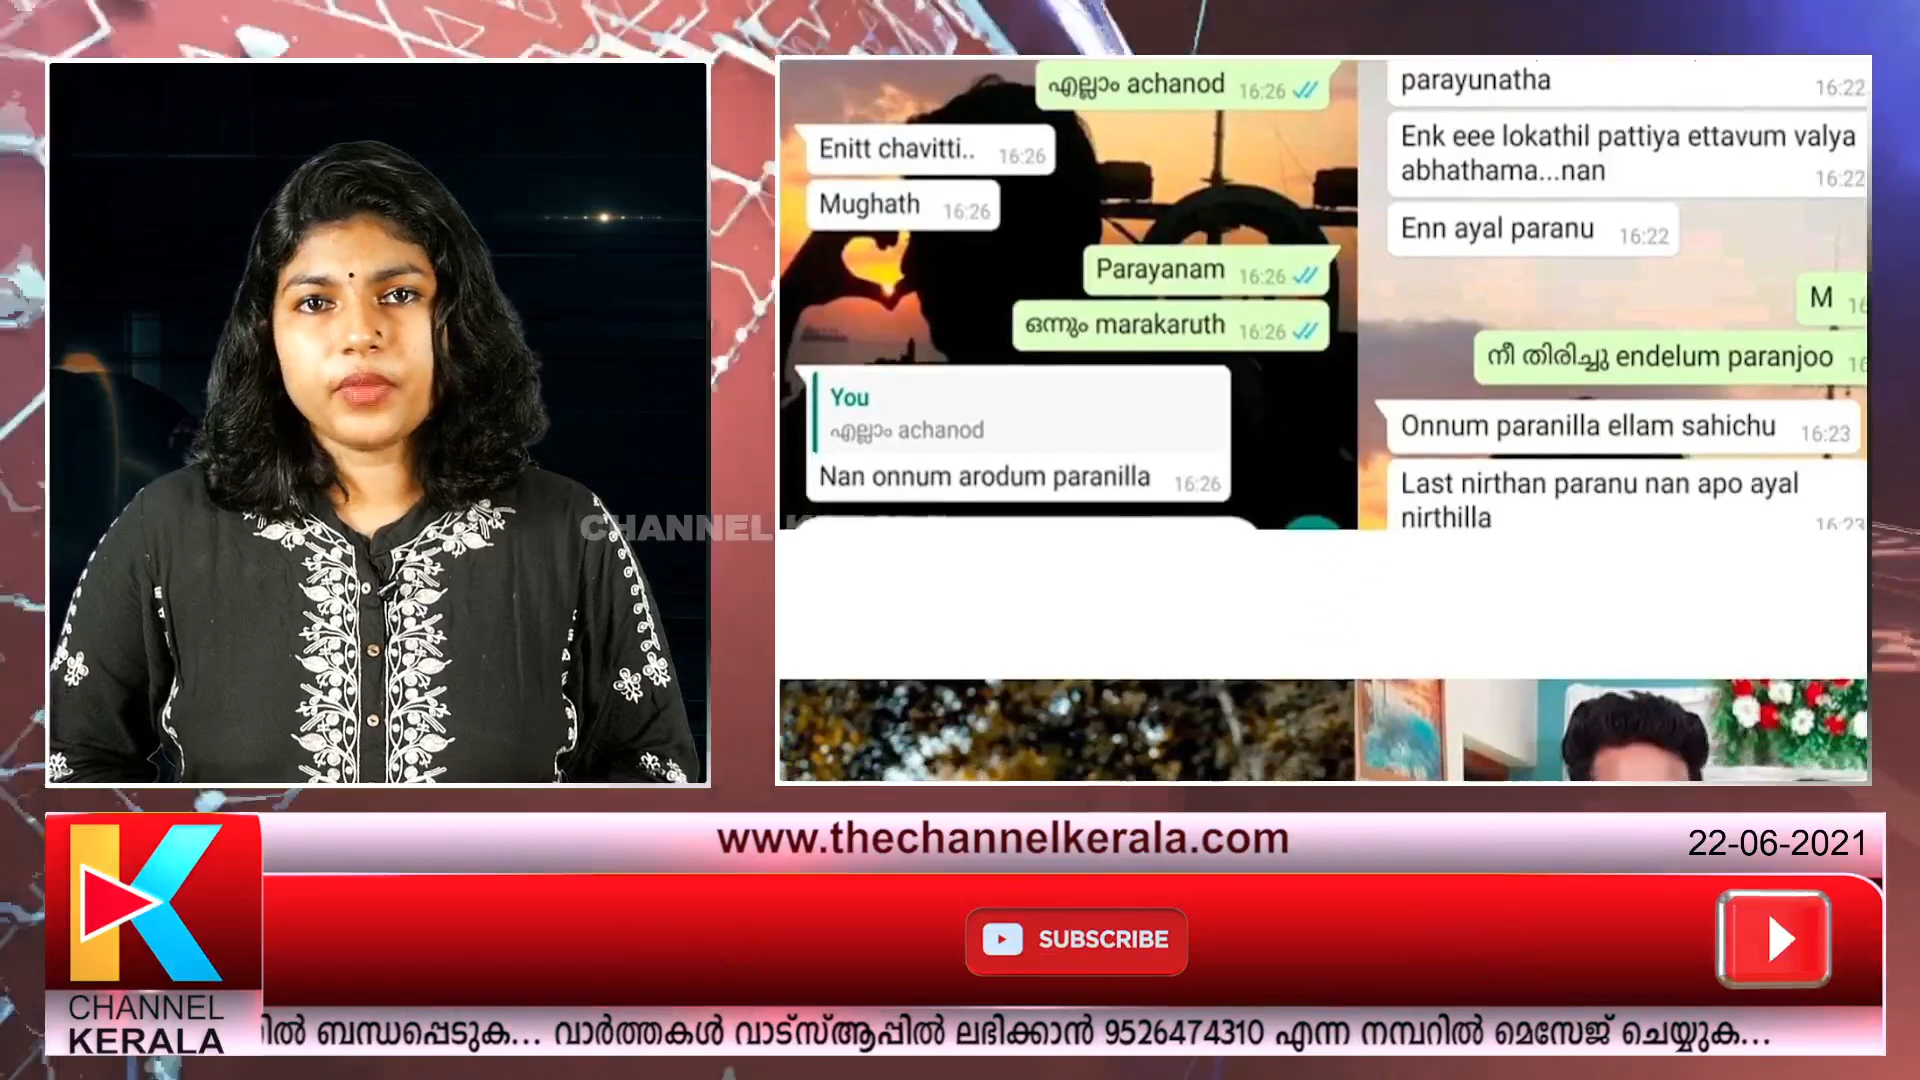 എല്ലാം achanod 16:26
Enitt chavitti.. 16:26
Mughath 16:26
Parayanam 16:26
ഒന്നും marakaruth 16:26
You
എല്ലാം achanod
Nan onnum arodum paranilla 16:26
parayunatha 16:22
Enk eee lokathil pattiya ettavum valya
abhathama...nan 16:22
Enn ayal paranu 16:22
M 16
നീ തിരിച്ചു endelum paranjoo 16
Onnum paranilla ellam sahichu 16:23
Last nirthan paranu nan apo ayal
nirthilla 16:23
CHANNEL
www.thechannelkerala.com
22-06-2021
SUBSCRIBE
CHANNEL
KERALA
ിൽ ബന്ധപ്പെടുക... വാർത്തകൾ വാട്സ്ആപ്പിൽ ലഭിക്കാൻ 9526474310 എന്ന നമ്പറിൽ മെസേജ് ചെയ്യുക...